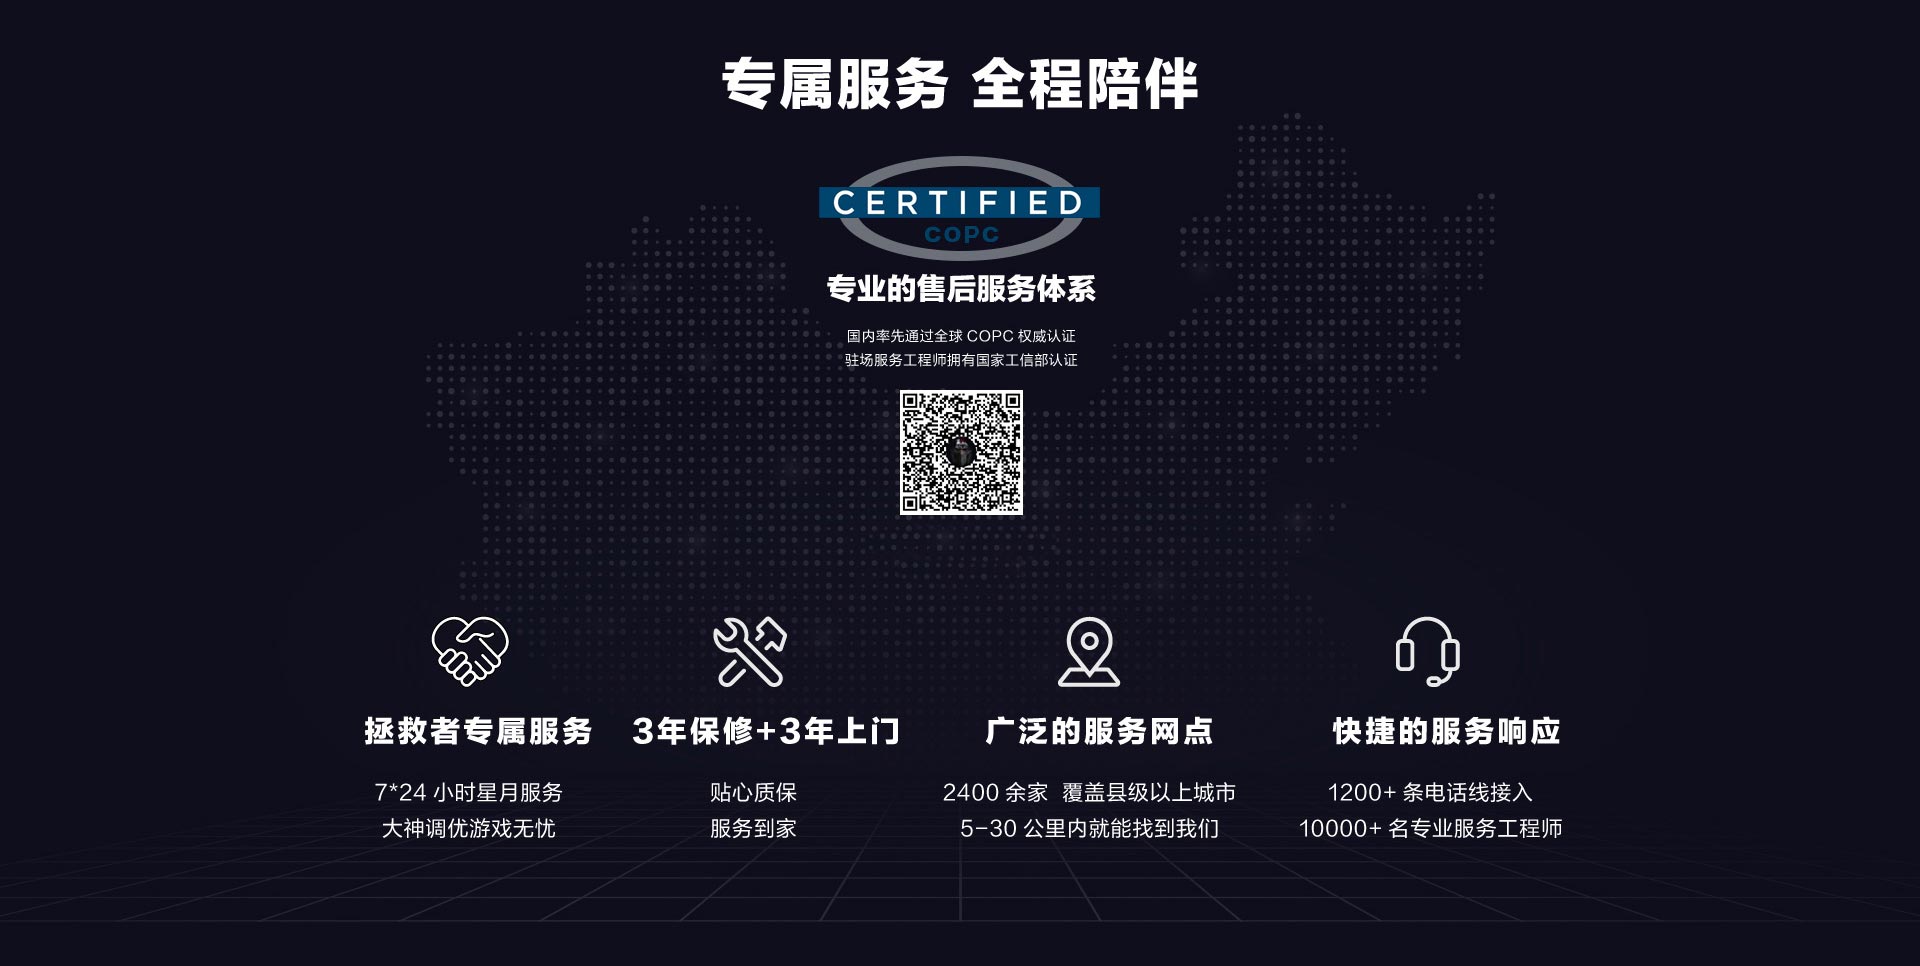 专属服务 全程陪伴
CERTIFIED
COPC
专业的售后服务体系
国内率先通过全球 COPC 权威认证
驻场服务工程师拥有国家工信部认证
拯救者专属服务
7*24 小时星月服务
大神调优游戏无忧
3年保修+3年上门
贴心质保
服务到家
广泛的服务网点
2400 余家 覆盖县级以上城市
5-30 公里内就能找到我们
快捷的服务响应
1200+ 条电话线接入
10000+ 名专业服务工程师